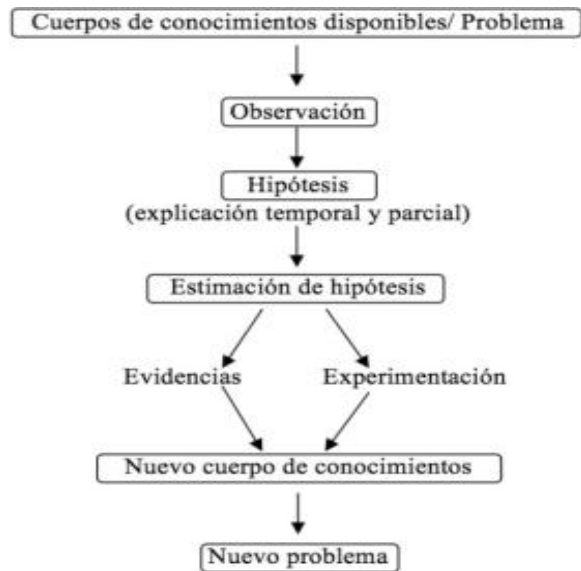 Cuerpos de conocimientos disponibles/ Problema
Observación
Hipótesis
(explicación temporal y parcial)
Estimación de hipótesis
Evidencias
Experimentación
Nuevo cuerpo de conocimientos
Nuevo problema